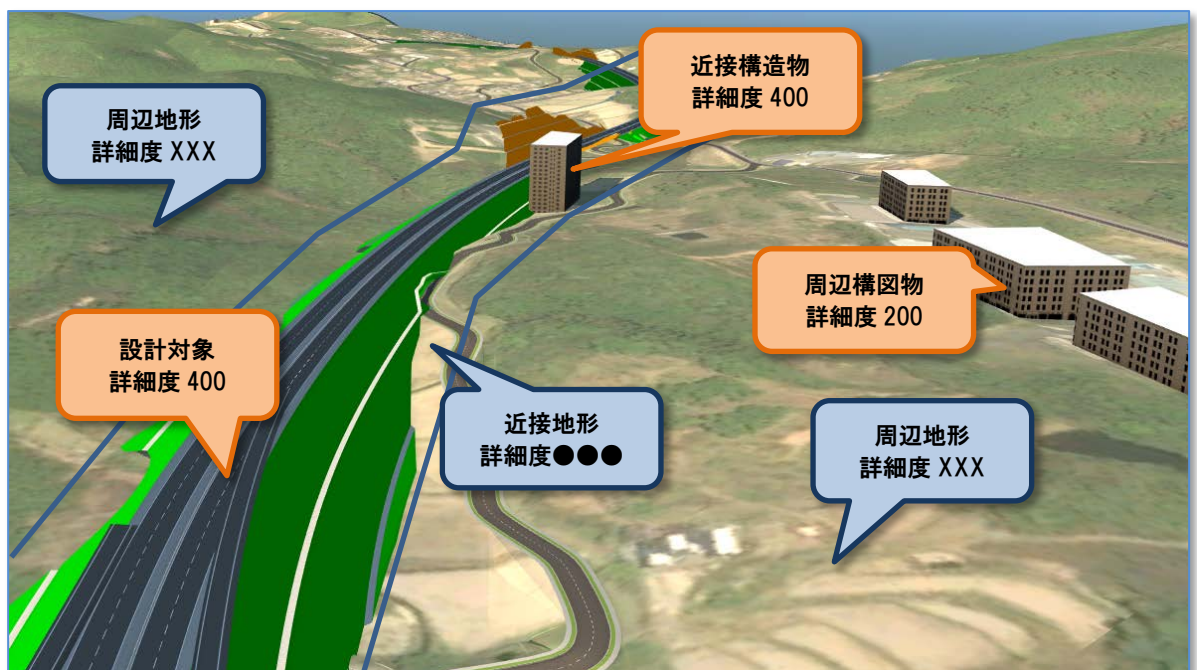 近接構造物
詳細度 400
周辺地形
詳細度 XXX
周辺構図物
詳細度 200
設計対象
詳細度 400
近接地形
詳細度●●●
周辺地形
詳細度 XXX